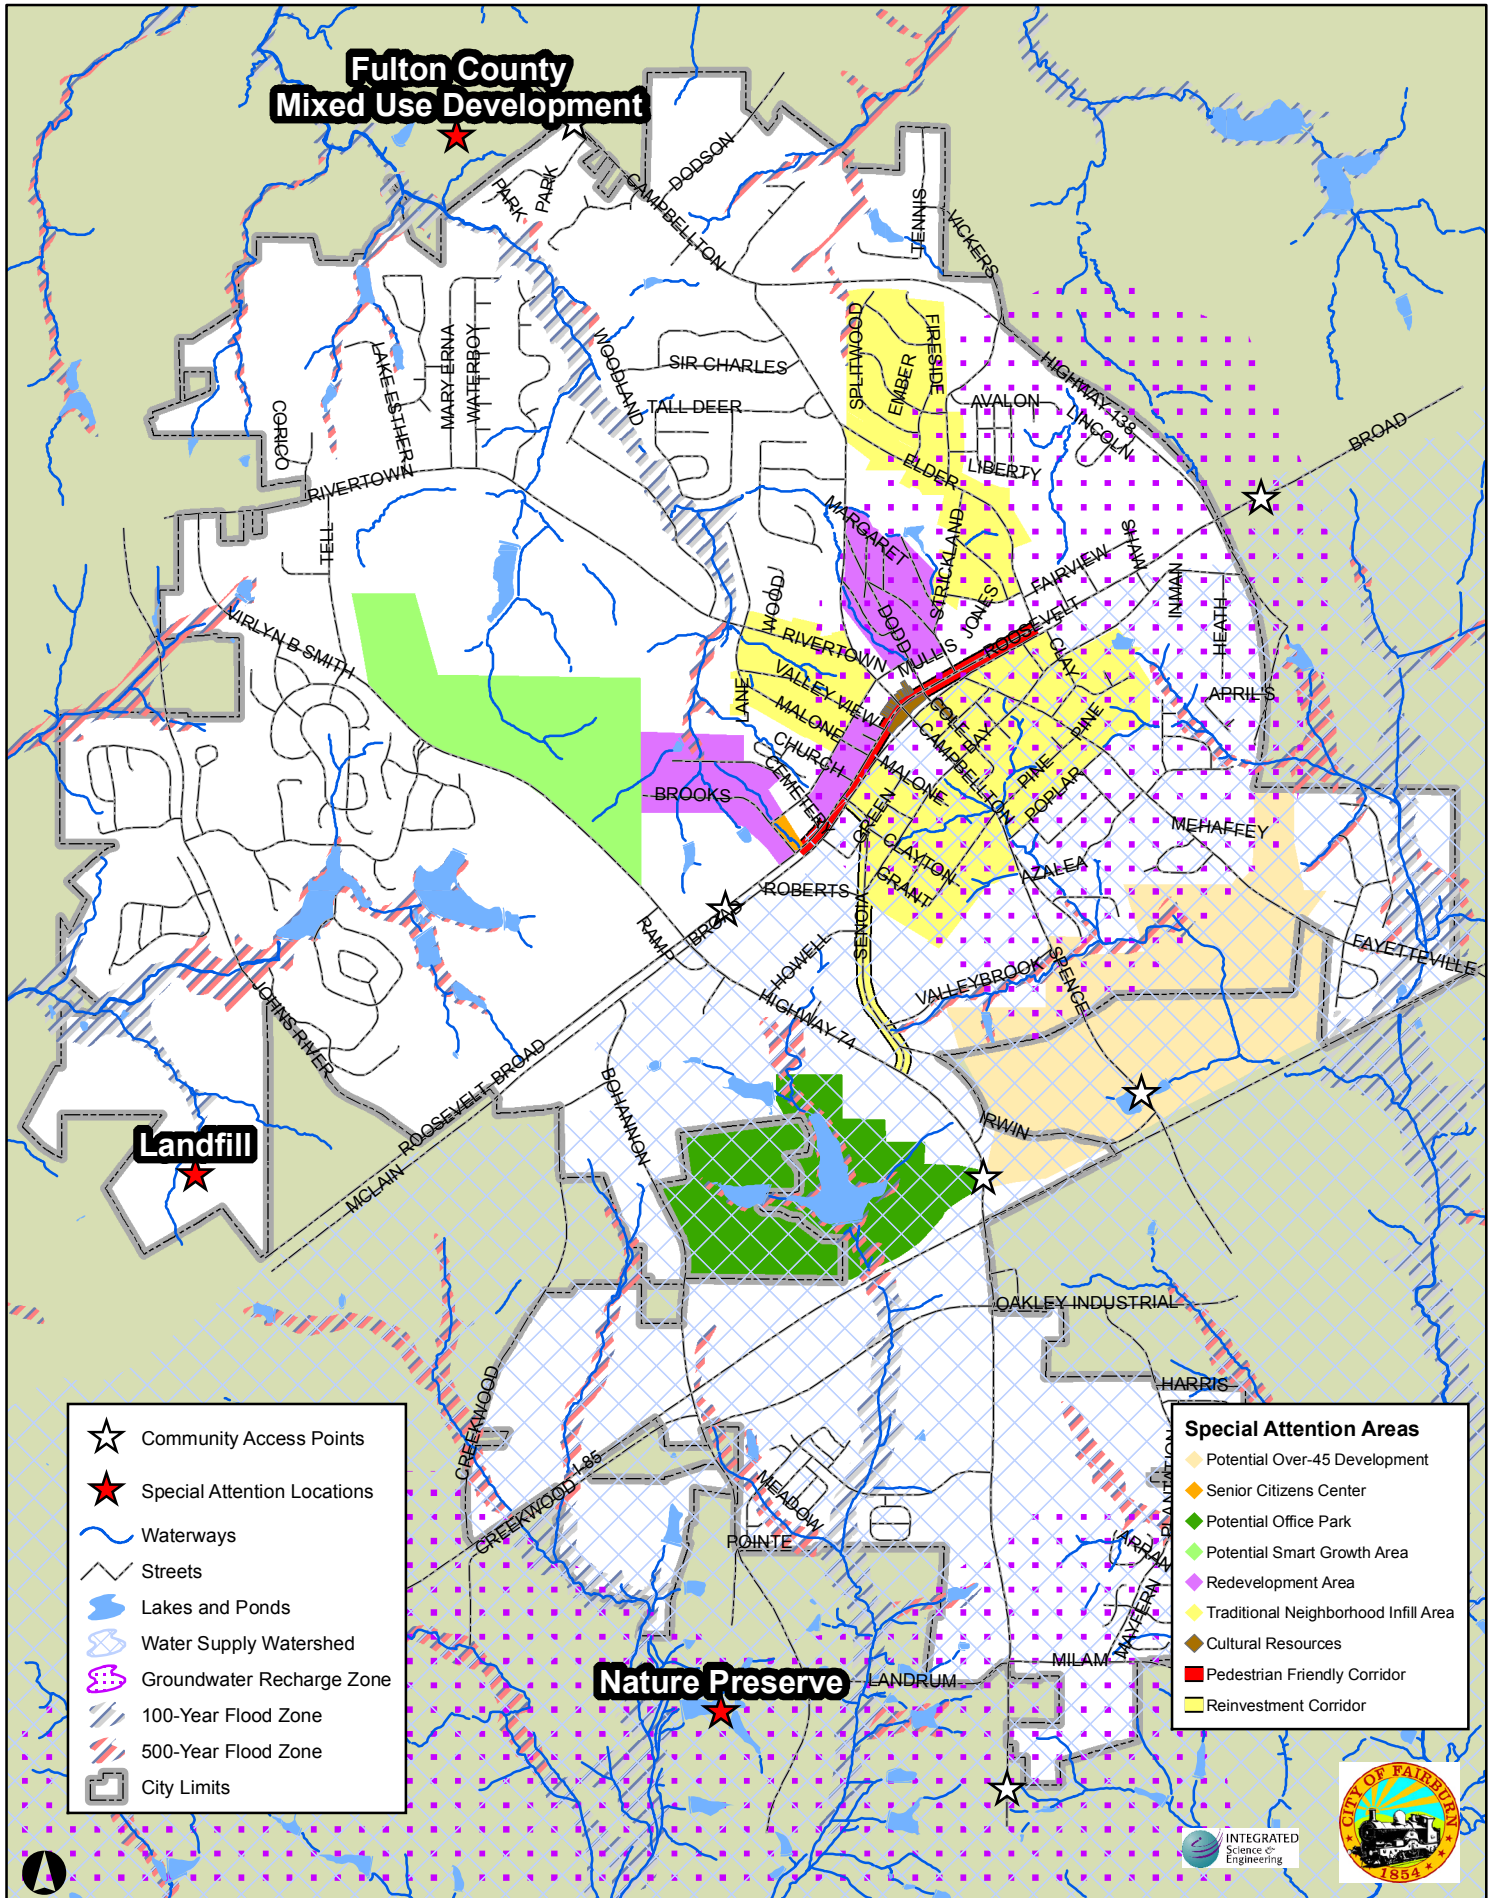 Fulton County
Mixed Use Development
PARK
PARK
DODSON
CAMPBELLTON
TENNIS
VICKERS
SPLITWOOD
FIRESIDE
EMBER
MARY ERNA
WATERBOY
LAKE ESTHER
WOODLAND
SIR CHARLES
TALL DEER
HIGHWAY 138
AVALON
LINCOLN
BROAD
CORICO
RIVERTOWN
ELDER
LIBERTY
TELL
MARGARET
STRICKLAND
SHAW
FAIRVIEW
INMAN
HEATH
VIRLYN B SMITH
WOOD
DODD
JONES
ROOSEVELT
MULLIS
RIVERTOWN
CLAY
LANE
VALLEY VIEW
MALONE
COLE
BAY
PINE
APRIL'S
CHURCH
CEMETERY
CAMPBELLTON
MALONE
PINE
POPLAR
BROOKS
GREEN
MEHAFFEY
CLAYTON
GRANT
AZALEA
ROBERTS
RAMP
BROAD
SENOIA
HOWELL
FAYETTEVILLE
VALLEYBROOK
SPENCE
HIGHWAY 74
JOHNS RIVER
ROOSEVELT
BROAD
BOHANNON
IRWIN
Landfill
MCLAIN
OAKLEY INDUSTRIAL
HARRIS
CREEKWOOD
I-85
CREEKWOOD
MEADOW
POINTE
PLANTATION
MAYFERN
MILAM
LANDRUM
Nature Preserve
Community Access Points
Special Attention Locations
Waterways
Streets
Lakes and Ponds
Water Supply Watershed
Groundwater Recharge Zone
100-Year Flood Zone
500-Year Flood Zone
City Limits
Special Attention Areas
Potential Over-45 Development
Senior Citizens Center
Potential Office Park
Potential Smart Growth Area
Redevelopment Area
Traditional Neighborhood Infill Area
Cultural Resources
Pedestrian Friendly Corridor
Reinvestment Corridor
INTEGRATED
Science &
Engineering
CITY OF FAIRBURN
1854